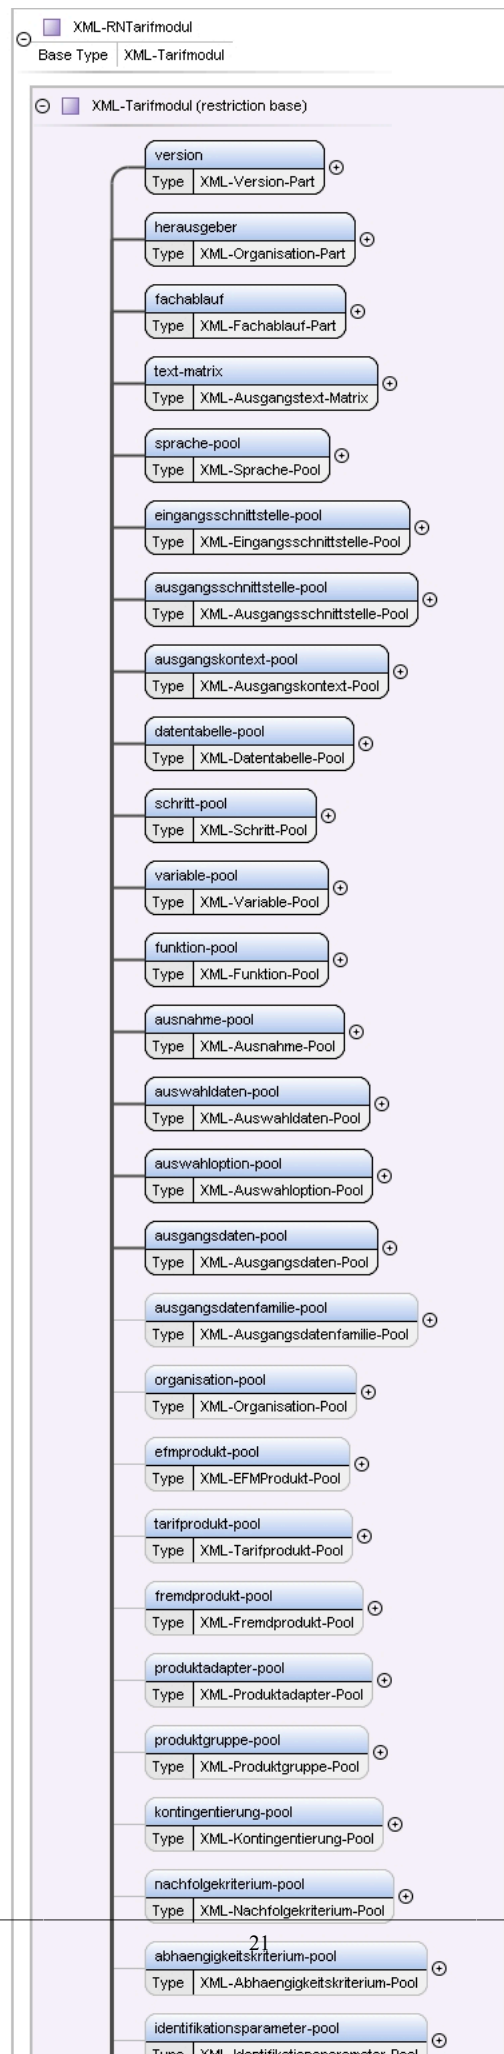 XML-RNTarifmodul
Base Type XML-Tarifmodul
XML-Tarifmodul (restriction base)
version
Type XML-Version-Part
herausgeber
Type XML-Organisation-Part
fachablauf
Type XML-Fachablauf-Part
text-matrix
Type XML-Ausgangstext-Matrix
sprache-pool
Type XML-Sprache-Pool
eingangsschnittstelle-pool
Type XML-Eingangsschnittstelle-Pool
ausgangsschnittstelle-pool
Type XML-Ausgangsschnittstelle-Pool
ausgangskontext-pool
Type XML-Ausgangskontext-Pool
datentabelle-pool
Type XML-Datentabelle-Pool
schritt-pool
Type XML-Schritt-Pool
variable-pool
Type XML-Variable-Pool
funktion-pool
Type XML-Funktion-Pool
ausnahme-pool
Type XML-Ausnahme-Pool
auswahldaten-pool
Type XML-Auswahldaten-Pool
auswahloption-pool
Type XML-Auswahloption-Pool
ausgangsdaten-pool
Type XML-Ausgangsdaten-Pool
ausgangsdatenfamilie-pool
Type XML-Ausgangsdatenfamilie-Pool
organisation-pool
Type XML-Organisation-Pool
efmprodukt-pool
Type XML-EFMProdukt-Pool
tarifprodukt-pool
Type XML-Tarifprodukt-Pool
fremdprodukt-pool
Type XML-Fremdprodukt-Pool
produktadapter-pool
Type XML-Produktadapter-Pool
produktgruppe-pool
Type XML-Produktgruppe-Pool
kontingentierung-pool
Type XML-Kontingentierung-Pool
nachfolgekriterium-pool
Type XML-Nachfolgekriterium-Pool
21
abhaengigkeitskriterium-pool
Type XML-Abhaengigkeitskriterium-Pool
identifikationsparameter-pool
Type XML-Identifikationsparameter-Pool